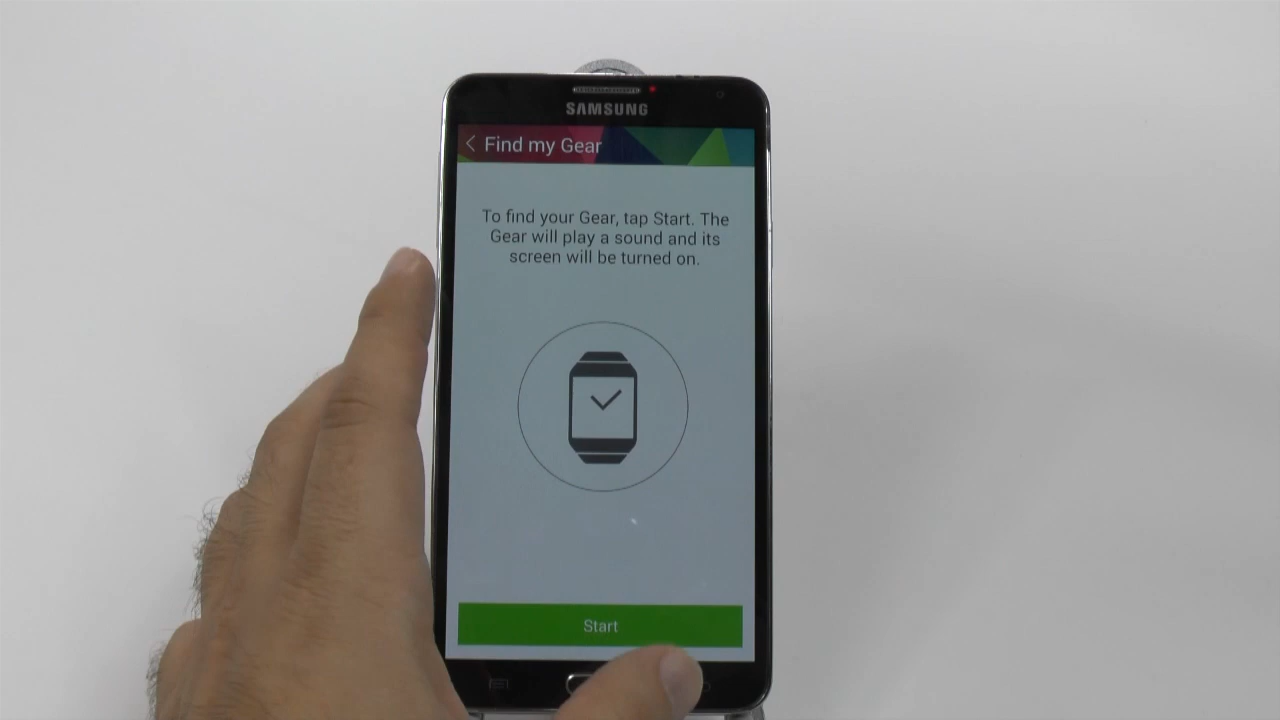 SAMSUNG
Find my Gear
To find your Gear, tap Start. The
Gear will play a sound and its
screen will be turned on.
Start